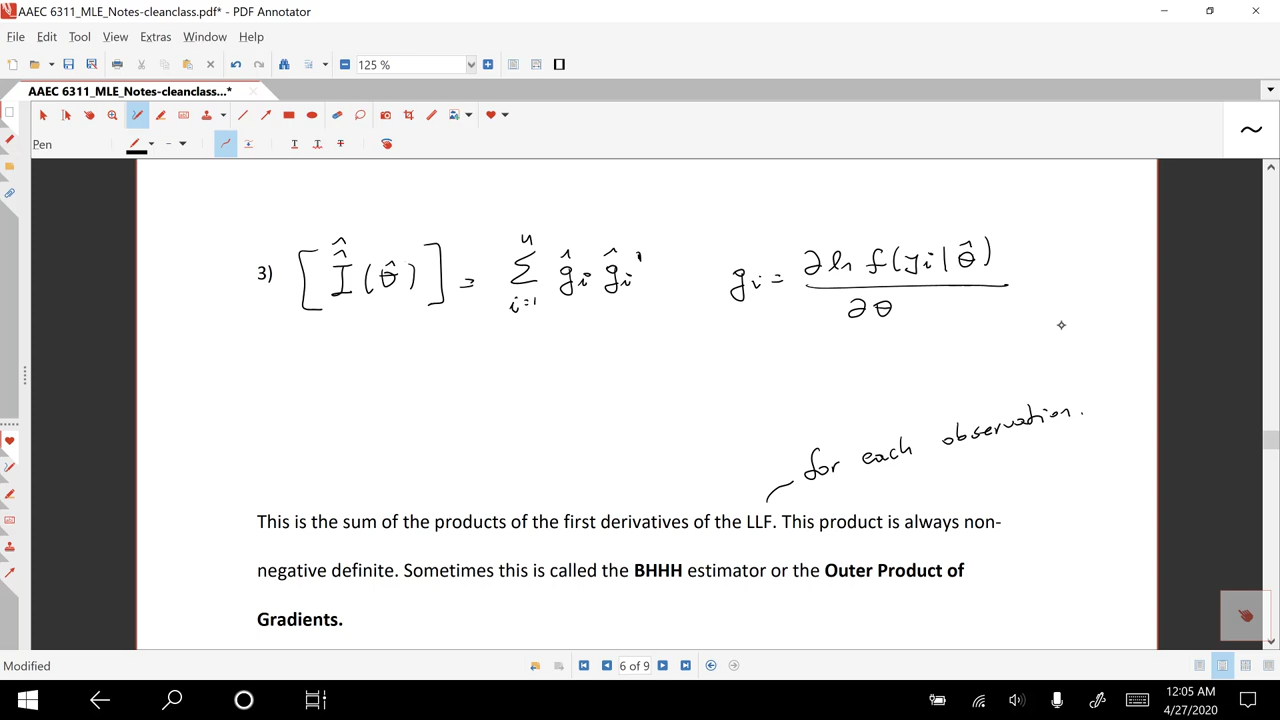 AAEC 6311_MLE_Notes-cleanclass.pdf* - PDF Annotator
File Edit Tool View Extras Window Help
125 %
AAEC 6311_MLE_Notes-cleanclass...*
Pen
3) [Î̂(θ̂)] = Σ_{i=1}^{n} ĝi ĝi' gi = ∂ ln f(yi|θ̂) / ∂θ
for each observation.
This is the sum of the products of the first derivatives of the LLF. This product is always non-
negative definite. Sometimes this is called the BHHH estimator or the Outer Product of
Gradients.
Modified
6 of 9
12:05 AM
4/27/2020